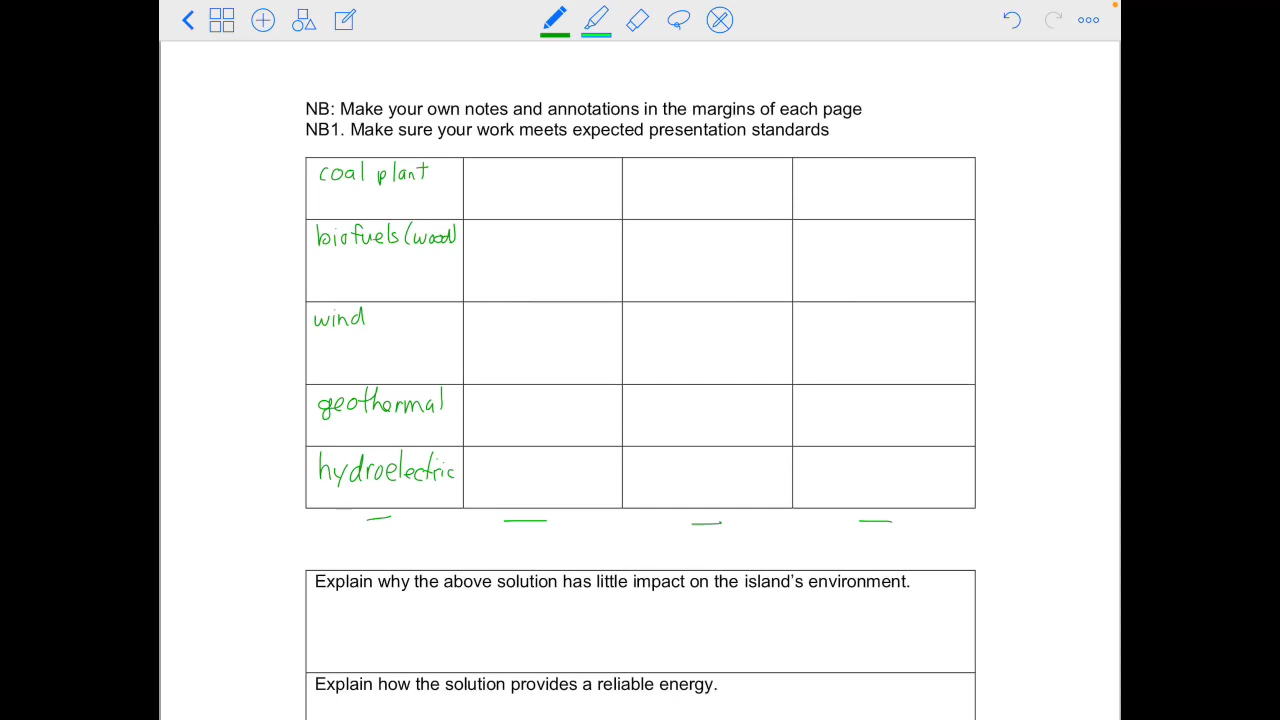 NB: Make your own notes and annotations in the margins of each page
NB1. Make sure your work meets expected presentation standards
coal plant
biofuels (wood)
wind
geothermal
hydroelectric
Explain why the above solution has little impact on the island's environment.
Explain how the solution provides a reliable energy.